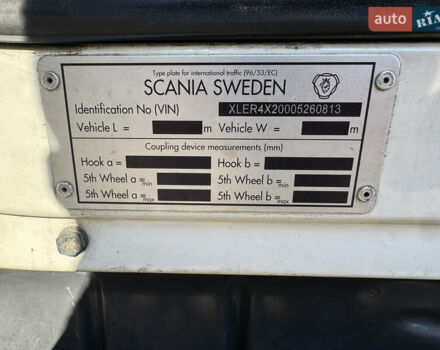 auto RIA
Type plate for international traffic (96/53/EC)
SCANIA SWEDEN
Identification No (VIN) XLER4X20005260813
Vehicle L = m Vehicle W = m
Coupling device measurements (mm)
Hook a = Hook b =
5th Wheel a = min 5th Wheel b = min
5th Wheel a = max 5th Wheel b = max